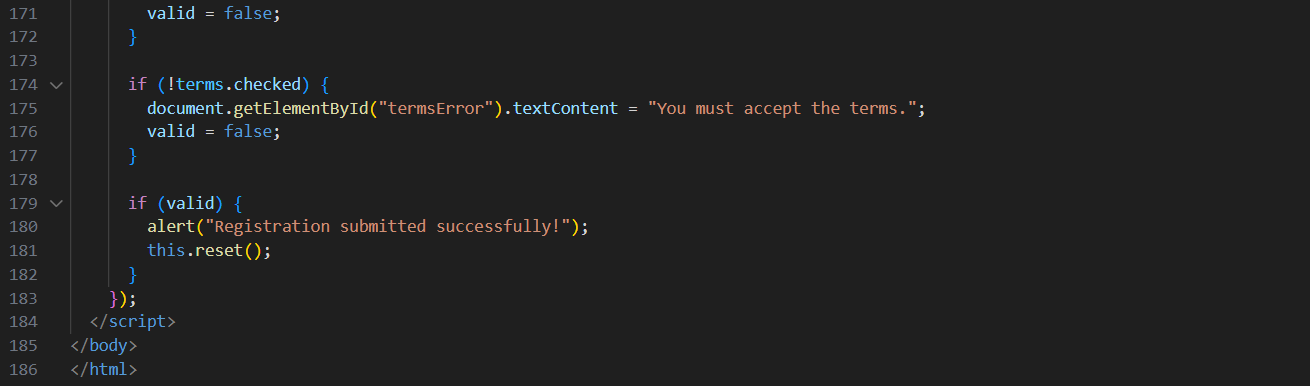 171 valid = false;
172 }
173
174 if (!terms.checked) {
175 document.getElementById("termsError").textContent = "You must accept the terms.";
176 valid = false;
177 }
178
179 if (valid) {
180 alert("Registration submitted successfully!");
181 this.reset();
182 }
183 });
184 </script>
185 </body>
186 </html>